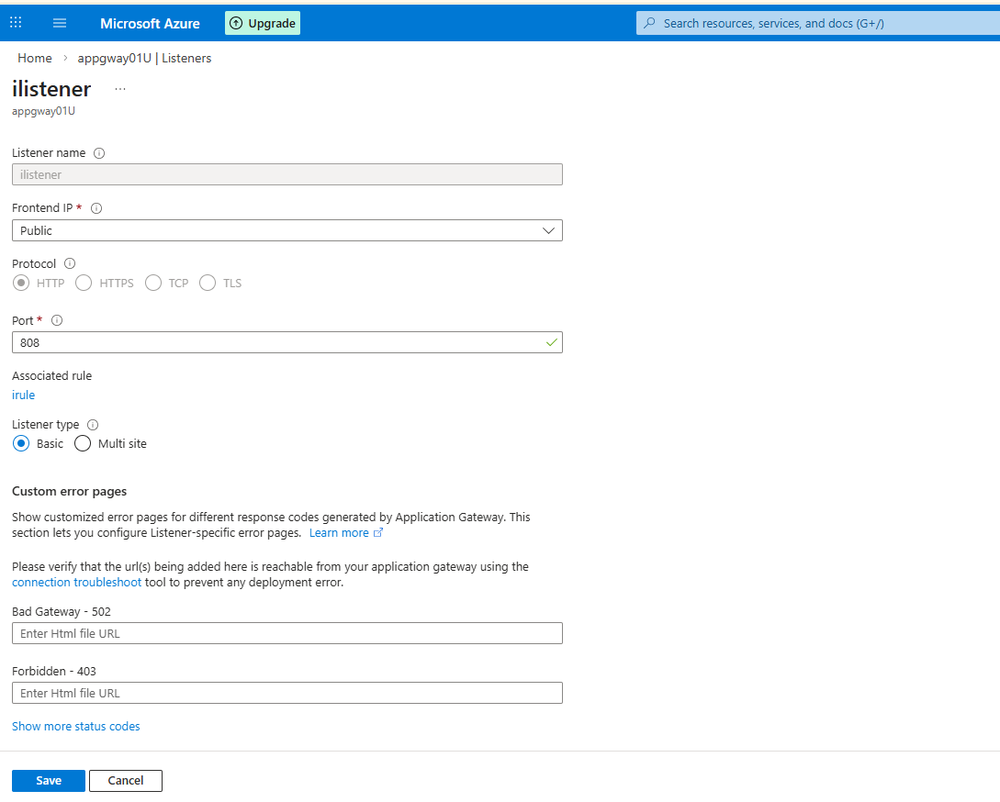 Microsoft Azure
Upgrade
Search resources, services, and docs (G+/)
Home > appgway01U | Listeners
ilistener ...
appgway01U
Listener name
ilistener
Frontend IP *
Public
Protocol
HTTP HTTPS TCP TLS
Port *
808
Associated rule
irule
Listener type
Basic Multi site
Custom error pages
Show customized error pages for different response codes generated by Application Gateway. This
section lets you configure Listener-specific error pages. Learn more
Please verify that the url(s) being added here is reachable from your application gateway using the
connection troubleshoot tool to prevent any deployment error.
Bad Gateway - 502
Enter Html file URL
Forbidden - 403
Enter Html file URL
Show more status codes
Save Cancel